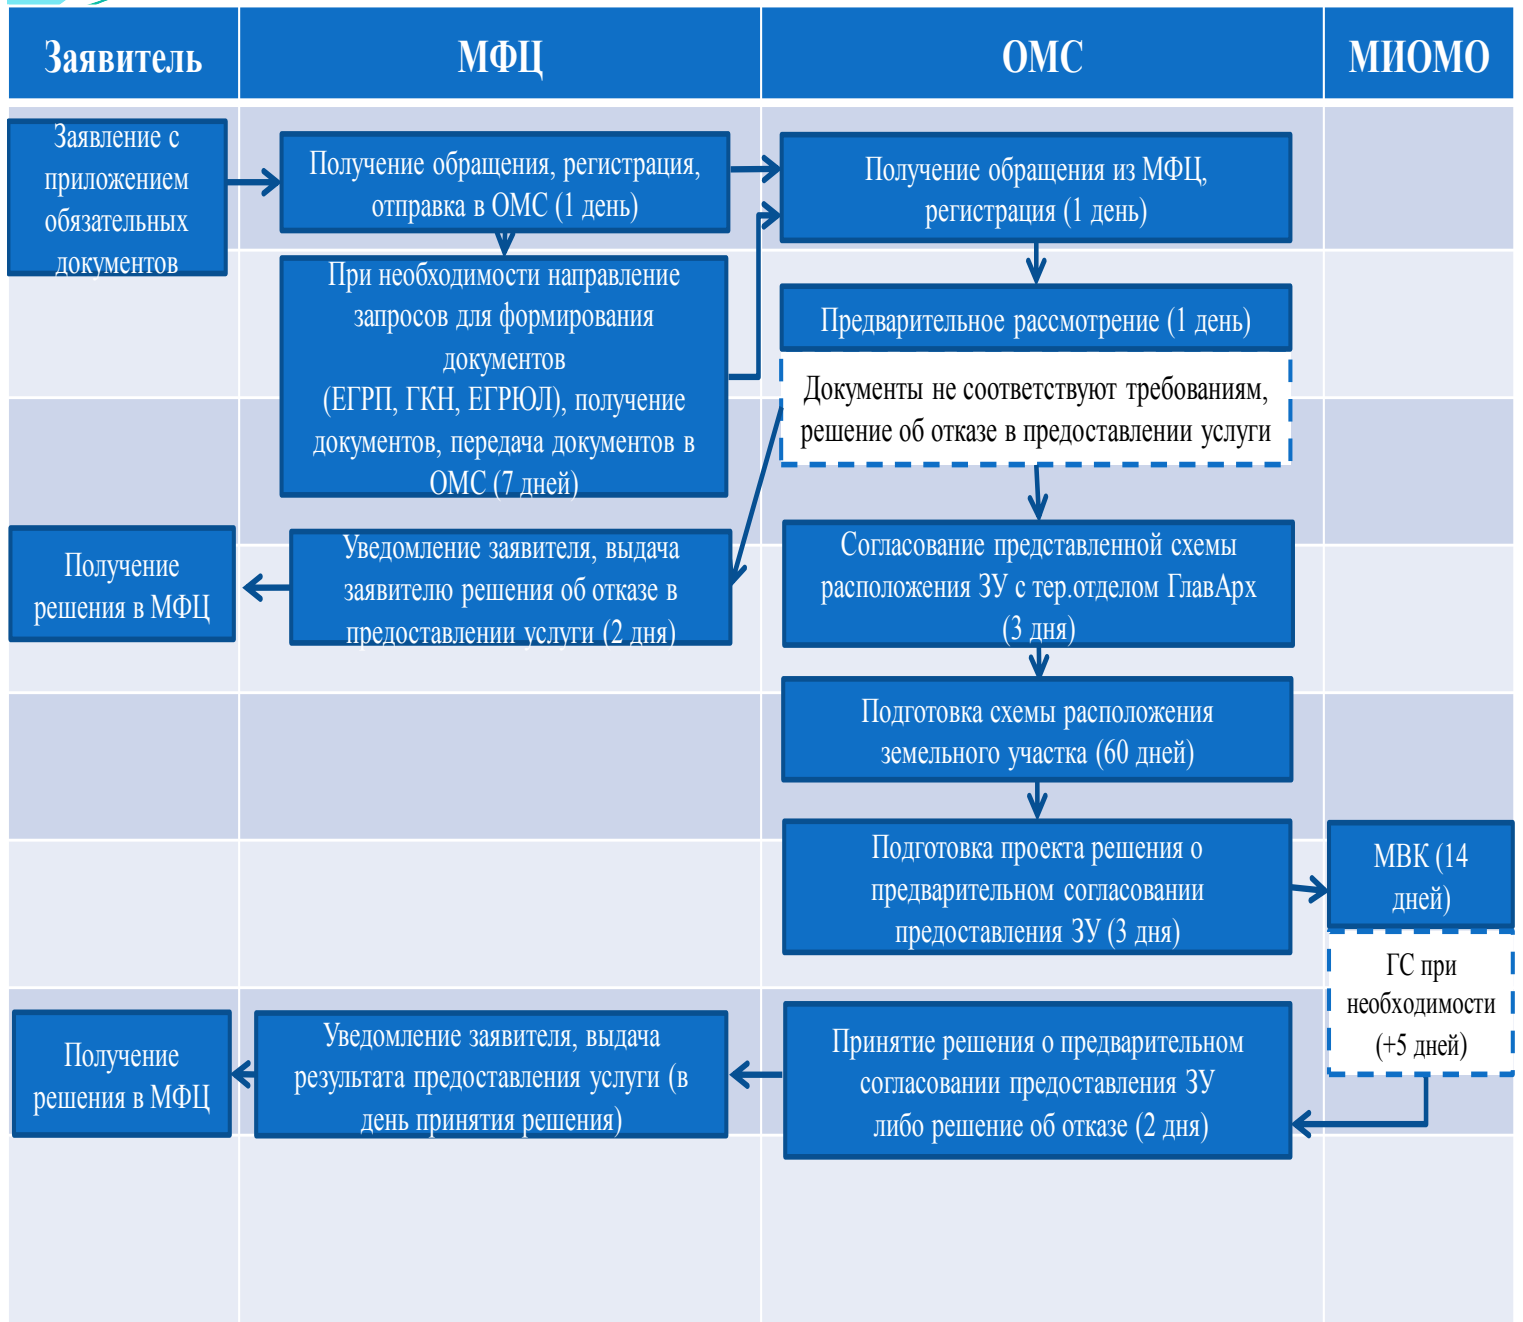 Заявитель
МФЦ
ОМС
МИОМО
Заявление с
приложением
обязательных
документов
Получение обращения, регистрация,
отправка в ОМС (1 день)
Получение обращения из МФЦ,
регистрация (1 день)
При необходимости направление
запросов для формирования
документов
(ЕГРП, ГКН, ЕГРЮЛ), получение
документов, передача документов в
ОМС (7 дней)
Предварительное рассмотрение (1 день)
Документы не соответствуют требованиям,
решение об отказе в предоставлении услуги
Получение
решения в МФЦ
Уведомление заявителя, выдача
заявителю решения об отказе в
предоставлении услуги (2 дня)
Согласование представленной схемы
расположения ЗУ с тер.отделом ГлавАрх
(3 дня)
Подготовка схемы расположения
земельного участка (60 дней)
Подготовка проекта решения о
предварительном согласовании
предоставления ЗУ (3 дня)
МВК (14
дней)
ГС при
необходимости
(+5 дней)
Получение
решения в МФЦ
Уведомление заявителя, выдача
результата предоставления услуги (в
день принятия решения)
Принятие решения о предварительном
согласовании предоставления ЗУ
либо решение об отказе (2 дня)